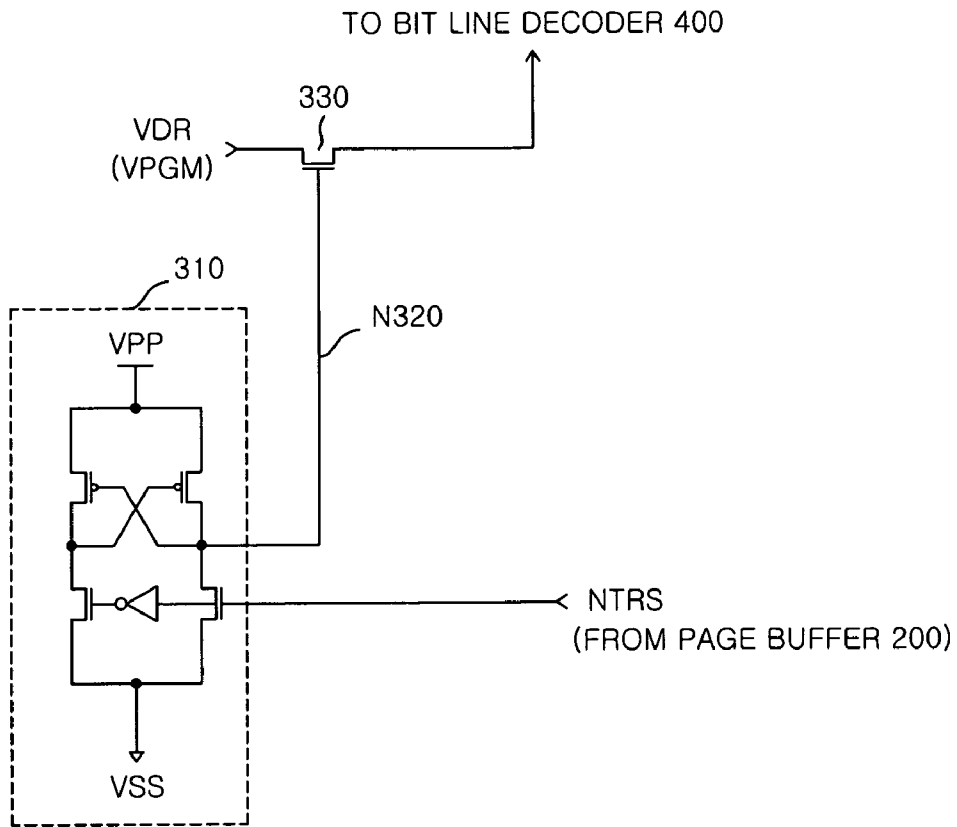 TO BIT LINE DECODER 400
330
VDR
(VPGM)
310
N320
VPP
NTRS
(FROM PAGE BUFFER 200)
VSS